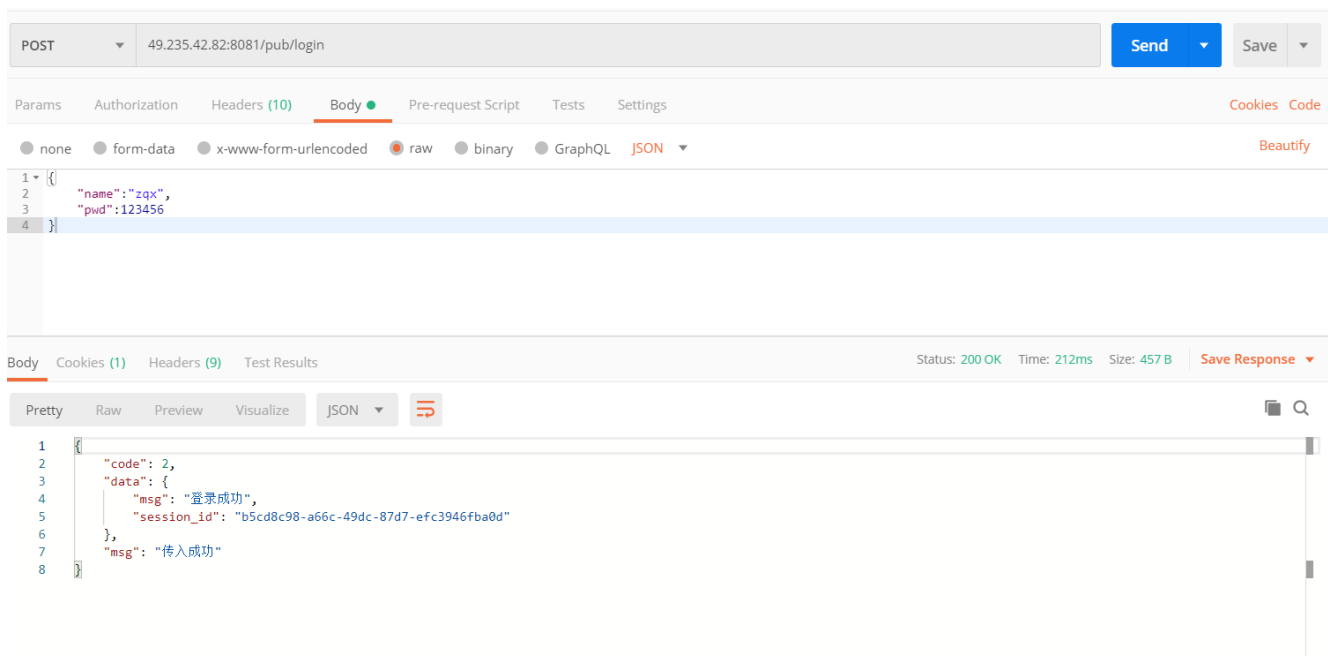 POST 49.235.42.82:8081/pub/login Send Save
Params Authorization Headers (10) Body Pre-request Script Tests Settings Cookies Code
none form-data x-www-form-urlencoded raw binary GraphQL JSON Beautify
1 {
2 "name":"zqx",
3 "pwd":123456
4 }
Body Cookies (1) Headers (9) Test Results Status: 200 OK Time: 212ms Size: 457 B Save Response
Pretty Raw Preview Visualize JSON
1 {
2 "code": 2,
3 "data": {
4 "msg": "登录成功",
5 "session_id": "b5cd8c98-a66c-49dc-87d7-efc3946fba0d"
6 },
7 "msg": "传入成功"
8 }